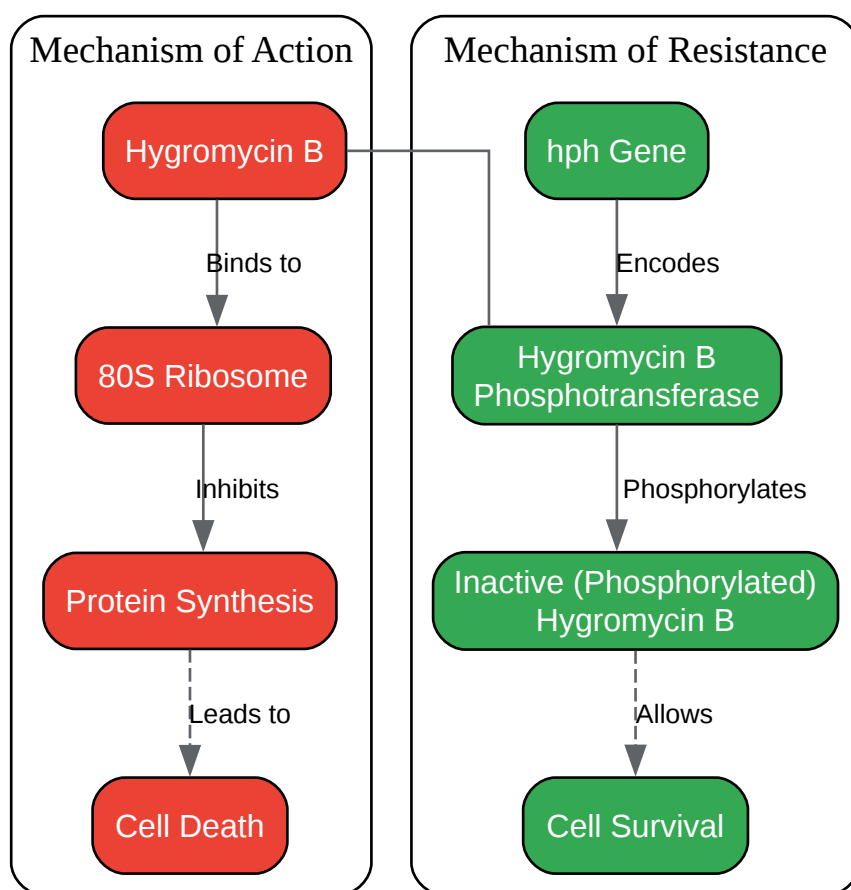 Mechanism of Action
Hygromycin B
Binds to
80S Ribosome
Inhibits
Protein Synthesis
Leads to
Cell Death
Mechanism of Resistance
hph Gene
Encodes
Hygromycin B
Phosphotransferase
Phosphorylates
Inactive (Phosphorylated)
Hygromycin B
Allows
Cell Survival